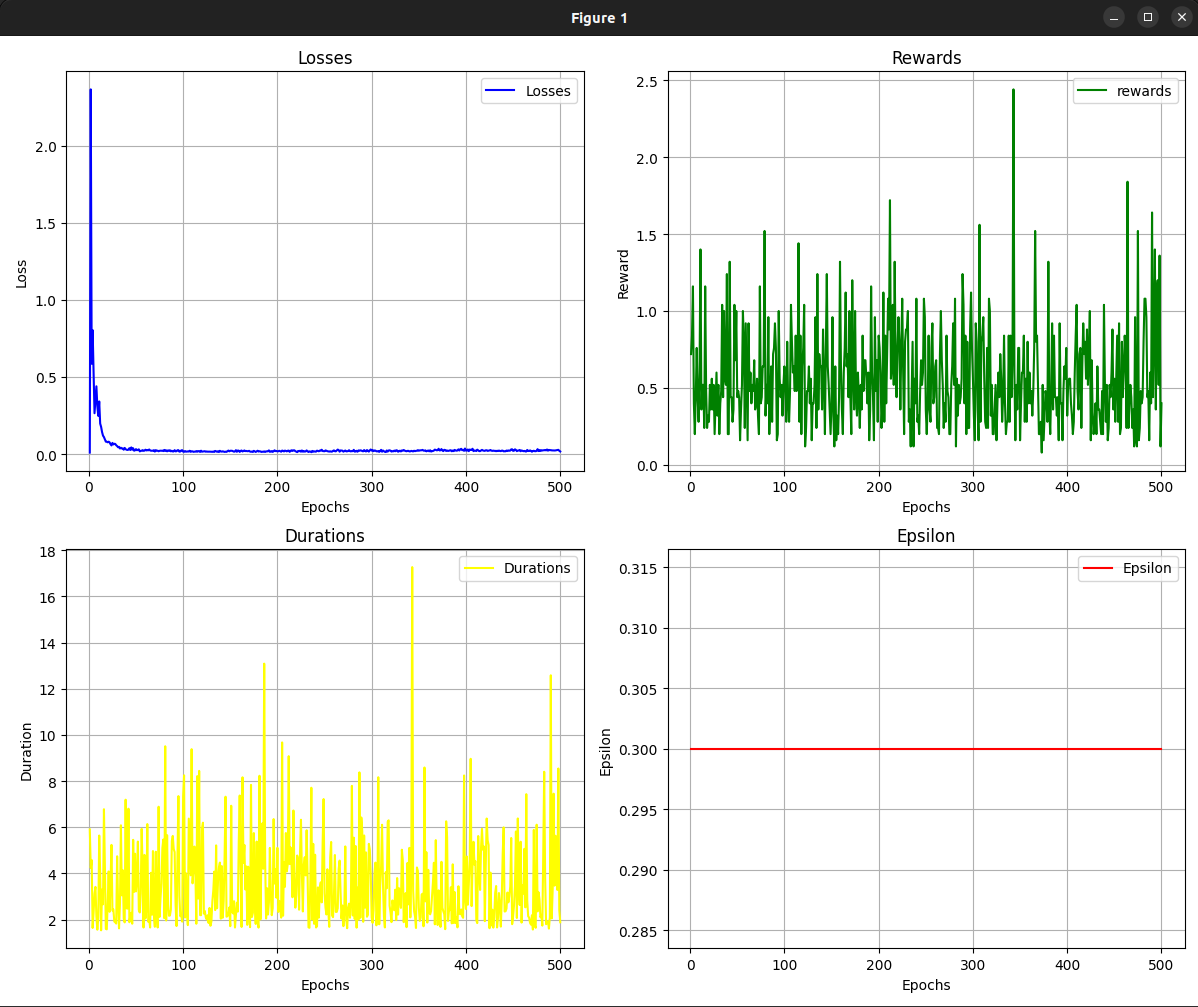 Figure 1
Losses
Losses
2.0
1.5
1.0
0.5
0.0
Loss
0 100 200 300 400 500
Epochs
Rewards
rewards
2.5
2.0
1.5
1.0
0.5
0.0
Reward
0 100 200 300 400 500
Epochs
Durations
Durations
18
16
14
12
10
8
6
4
2
Duration
0 100 200 300 400 500
Epochs
Epsilon
Epsilon
0.315
0.310
0.305
0.300
0.295
0.290
0.285
Epsilon
0 100 200 300 400 500
Epochs